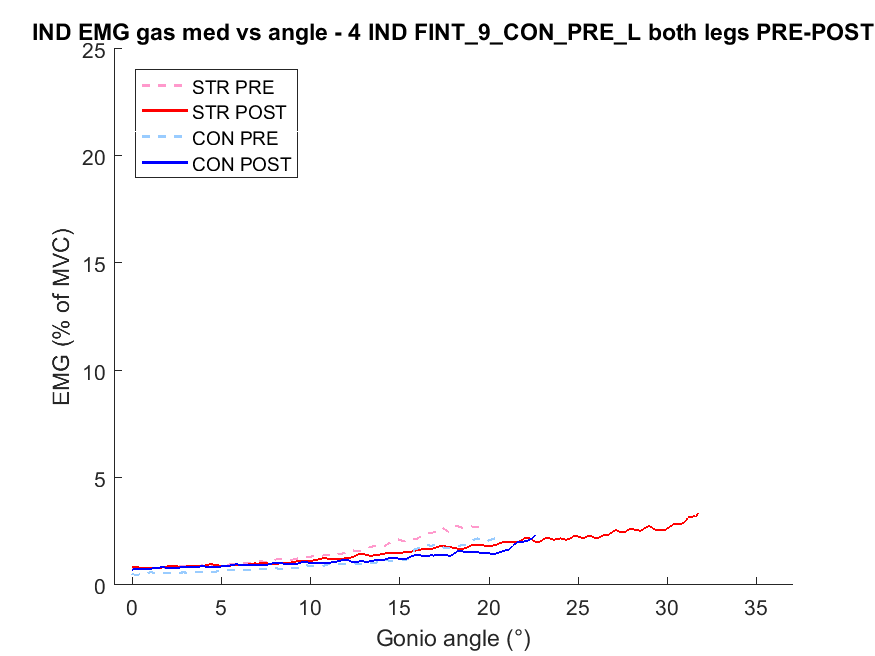 IND EMG gas med vs angle - 4 IND FINT_9_CON_PRE_L both legs PRE-POST
25
20
15
10
5
0
EMG (% of MVC)
STR PRE
STR POST
CON PRE
CON POST
0 5 10 15 20 25 30 35
Gonio angle (°)